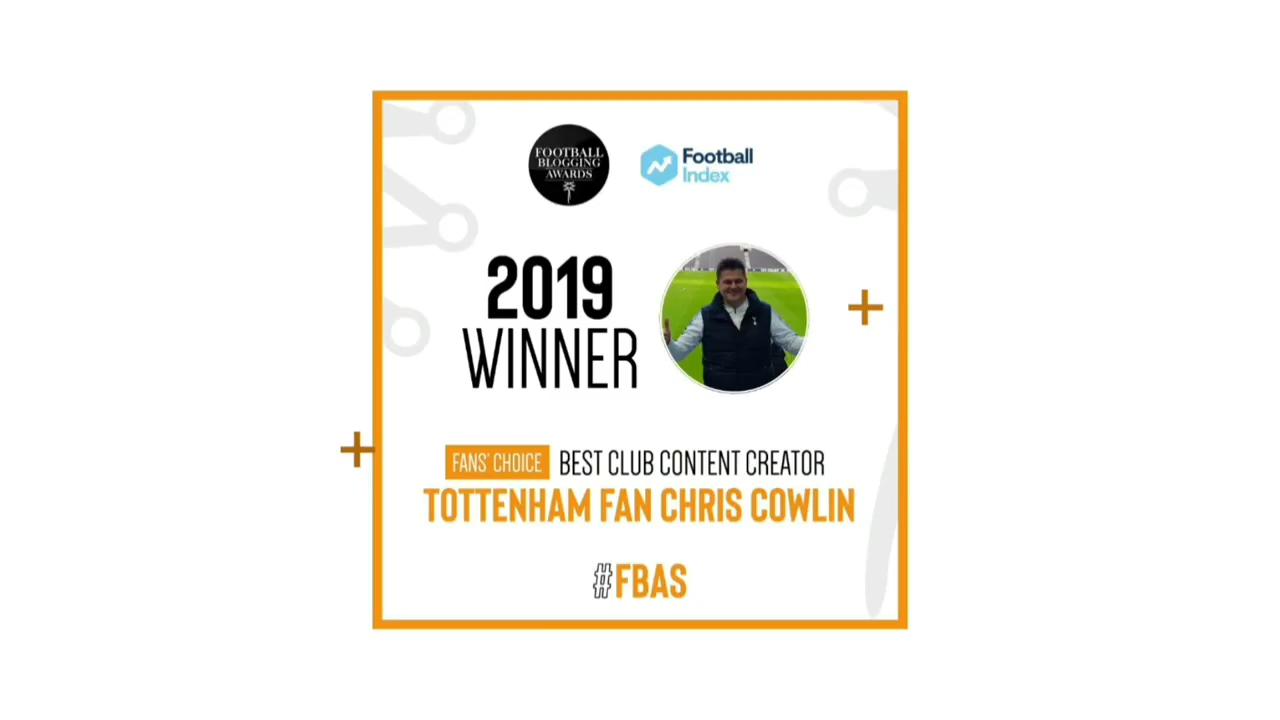 FOOTBALL
BLOGGING
AWARDS
Football
Index
2019
WINNER
FANS' CHOICE BEST CLUB CONTENT CREATOR
TOTTENHAM FAN CHRIS COWLIN
#FBAS